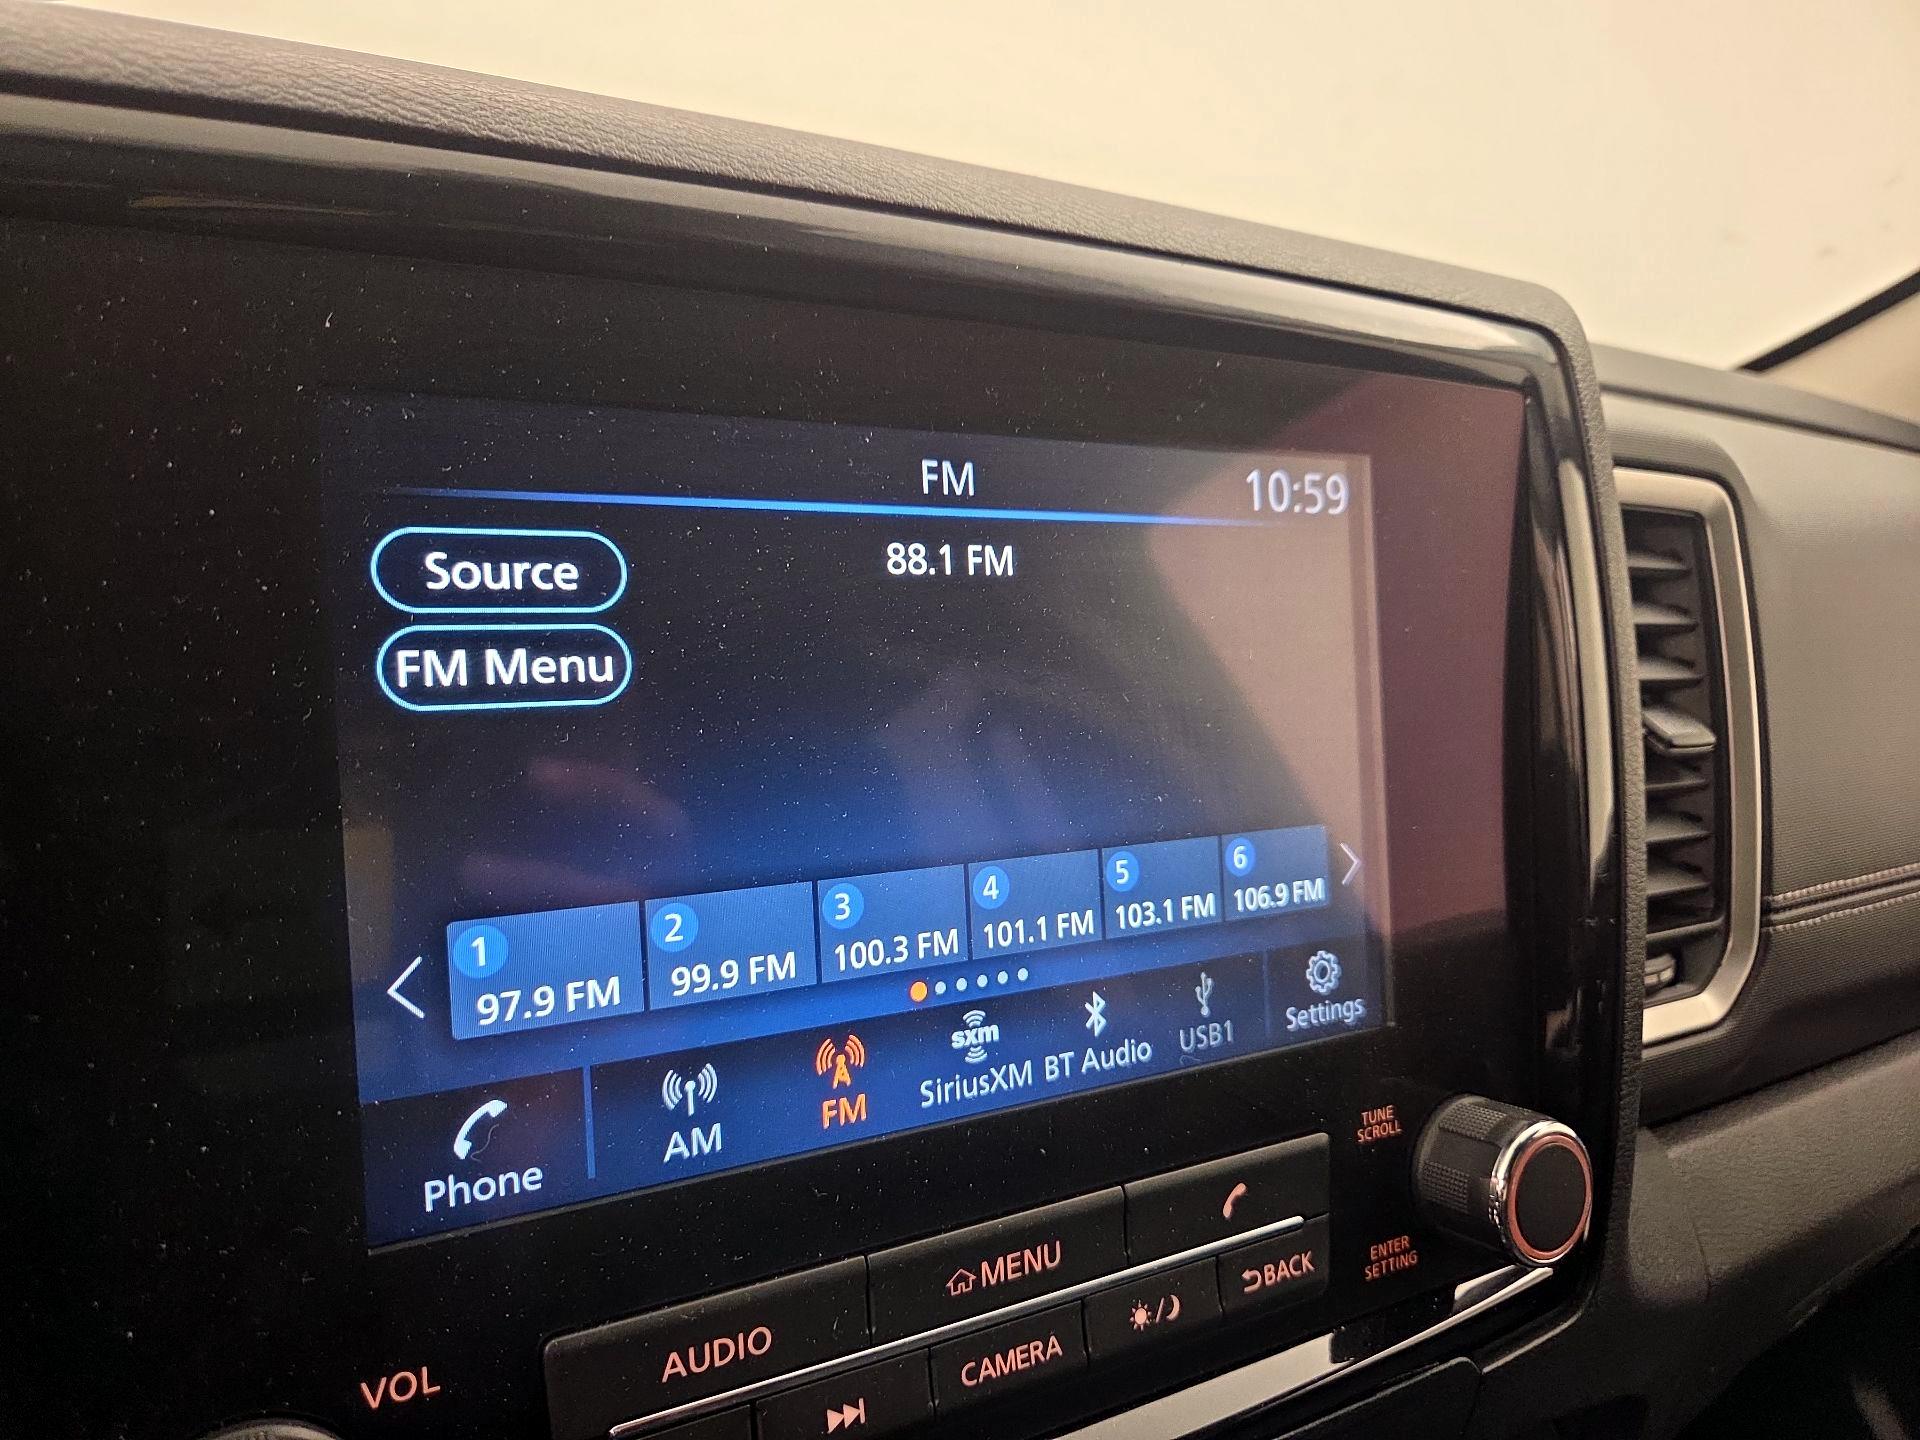 FM
10:59
88.1 FM
Source
FM Menu
1
97.9 FM
2
99.9 FM
3
100.3 FM
4
101.1 FM
5
103.1 FM
6
106.9 FM
Phone
AM
FM
sxm
SiriusXM
BT Audio
USB1
Settings
TUNE
SCROLL
ENTER
SETTING
VOL
AUDIO
MENU
CAMERA
BACK